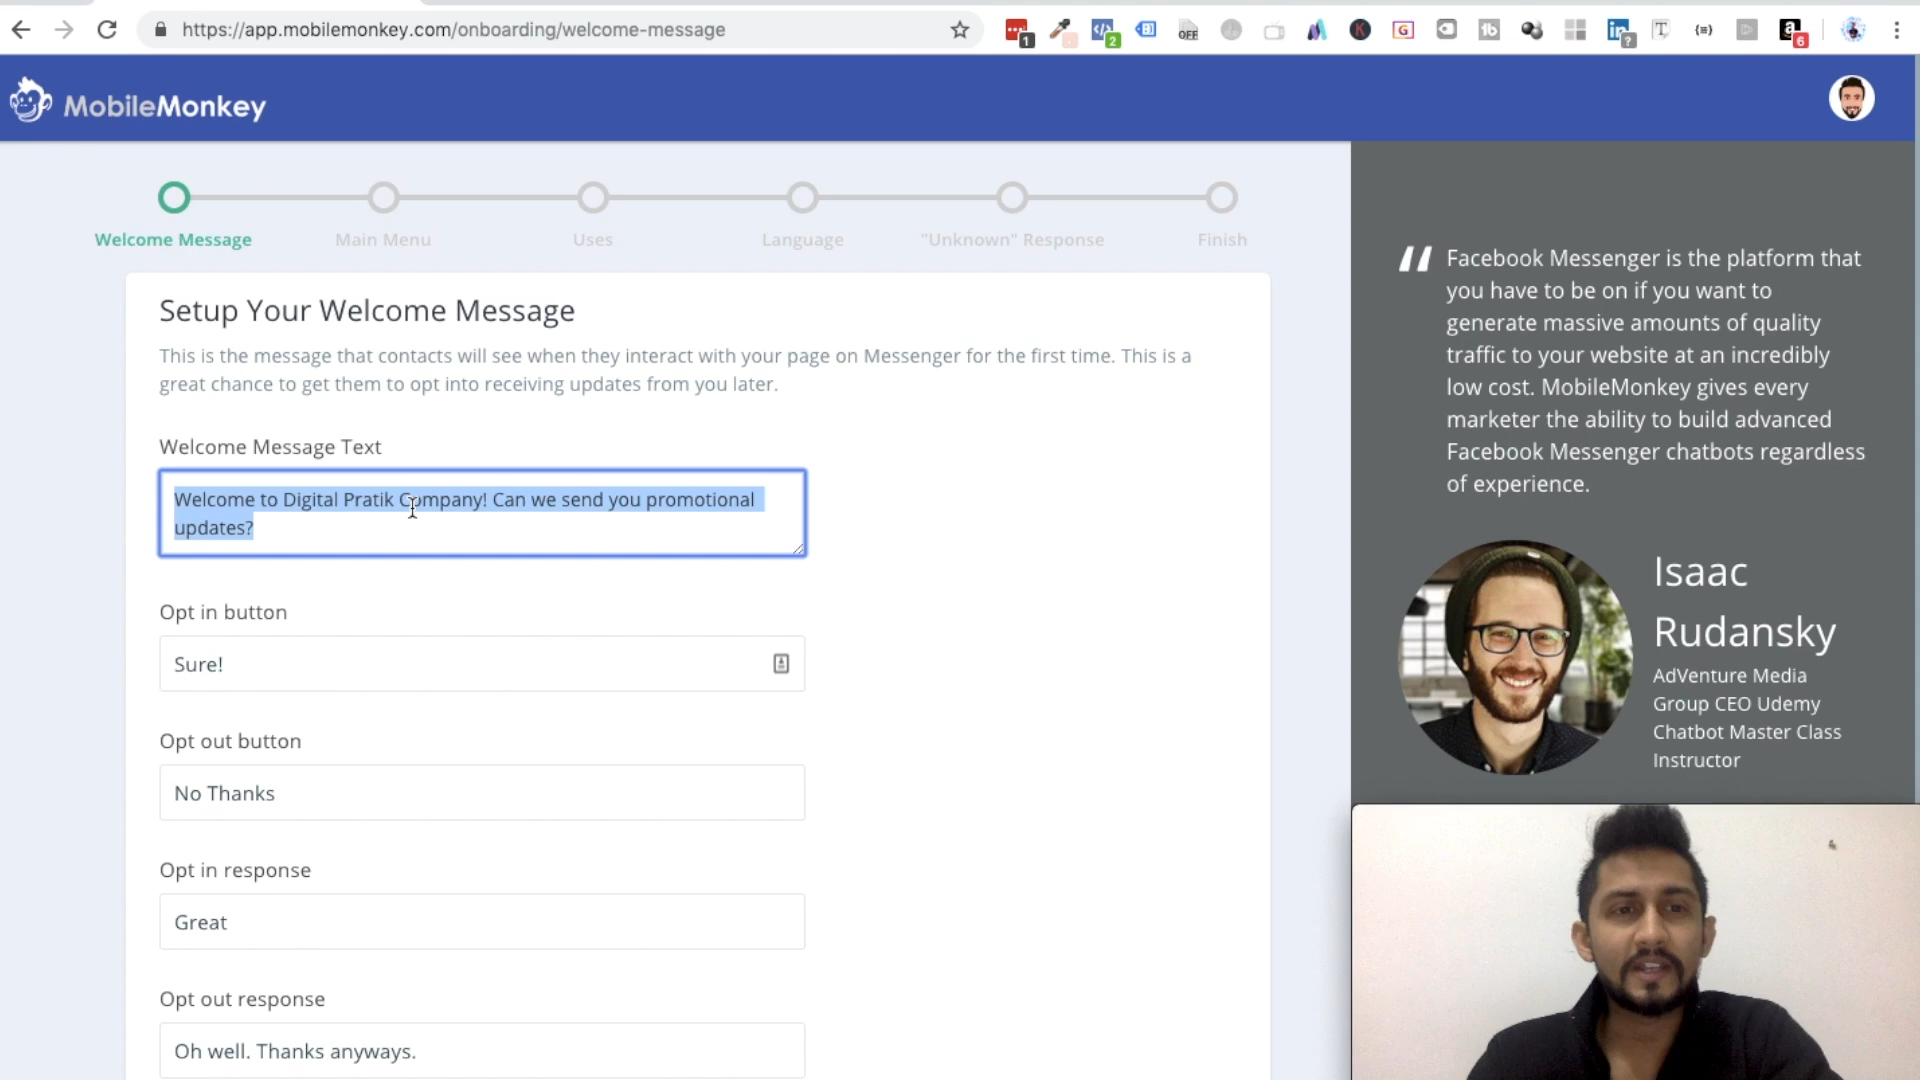 https://app.mobilemonkey.com/onboarding/welcome-message
1
2
OFF
K
G
tb
in
?
T
{≡}
a
6
MobileMonkey
Welcome Message
Main Menu
Uses
Language
"Unknown" Response
Finish
Setup Your Welcome Message
This is the message that contacts will see when they interact with your page on Messenger for the first time. This is a
great chance to get them to opt into receiving updates from you later.
Welcome Message Text
Welcome to Digital Pratik Company! Can we send you promotional
updates?
Opt in button
Sure!
Opt out button
No Thanks
Opt in response
Great
Opt out response
Oh well. Thanks anyways.
" Facebook Messenger is the platform that
you have to be on if you want to
generate massive amounts of quality
traffic to your website at an incredibly
low cost. MobileMonkey gives every
marketer the ability to build advanced
Facebook Messenger chatbots regardless
of experience.
Isaac
Rudansky
AdVenture Media
Group CEO Udemy
Chatbot Master Class
Instructor